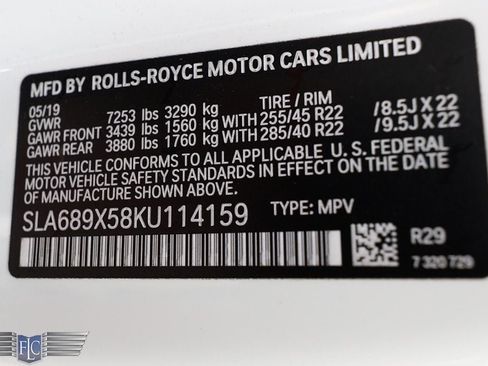 MFD BY ROLLS-ROYCE MOTOR CARS LIMITED
05/19
GVWR 7253 lbs 3290 kg TIRE / RIM
GAWR FRONT 3439 lbs 1560 kg WITH 255/45 R22 /8.5J X 22
GAWR REAR 3880 lbs 1760 kg WITH 285/40 R22 /9.5J X 22
THIS VEHICLE CONFORMS TO ALL APPLICABLE U. S. FEDERAL
MOTOR VEHICLE SAFETY STANDARDS IN EFFECT ON THE DATE
OF MANUFACTURE SHOWN ABOVE.
SLA689X58KU114159 TYPE: MPV
R29
7 320 729
FLC